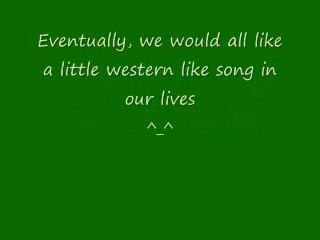 Eventually, we would all like
a little western like song in
our lives
^_^